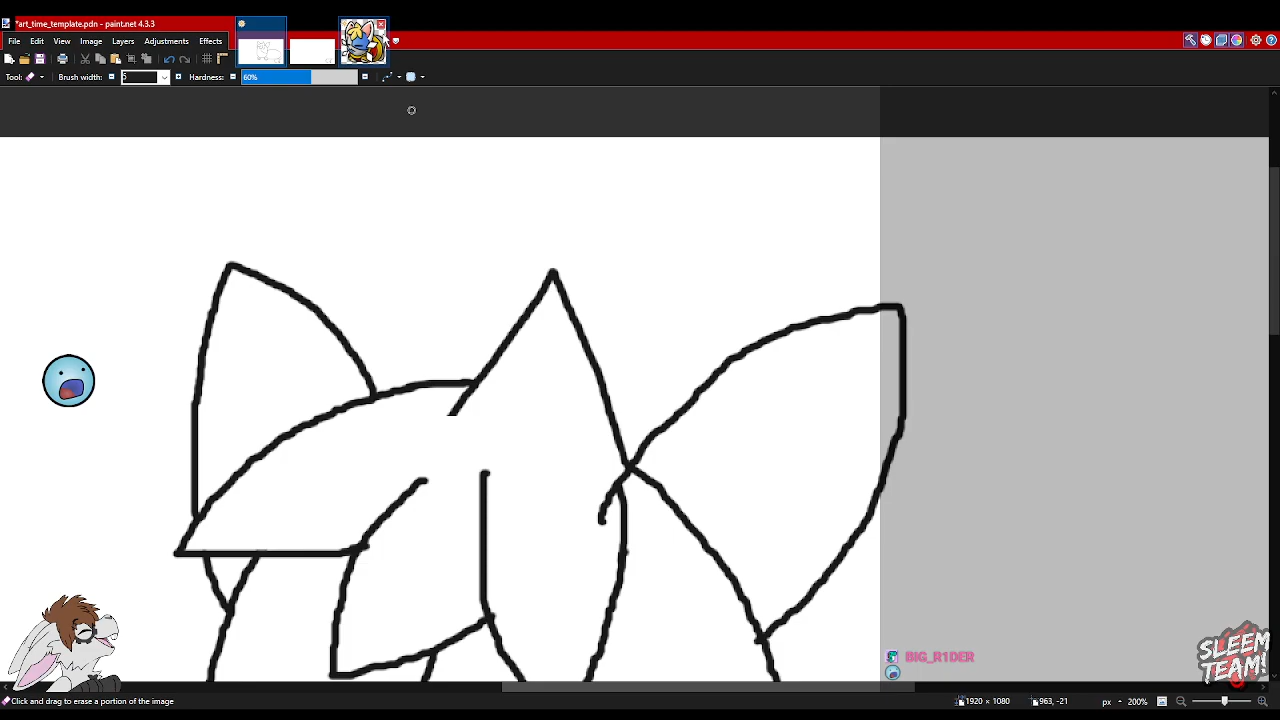 *art_time_template.pdn - paint.net 4.3.3
File Edit View Image Layers Adjustments Effects
Tool: Brush width: 5 Hardness: 60%
BIG_R1DER
SLEEM TEAM!
Click and drag to erase a portion of the image 1920 × 1080 963, -21 px 200%